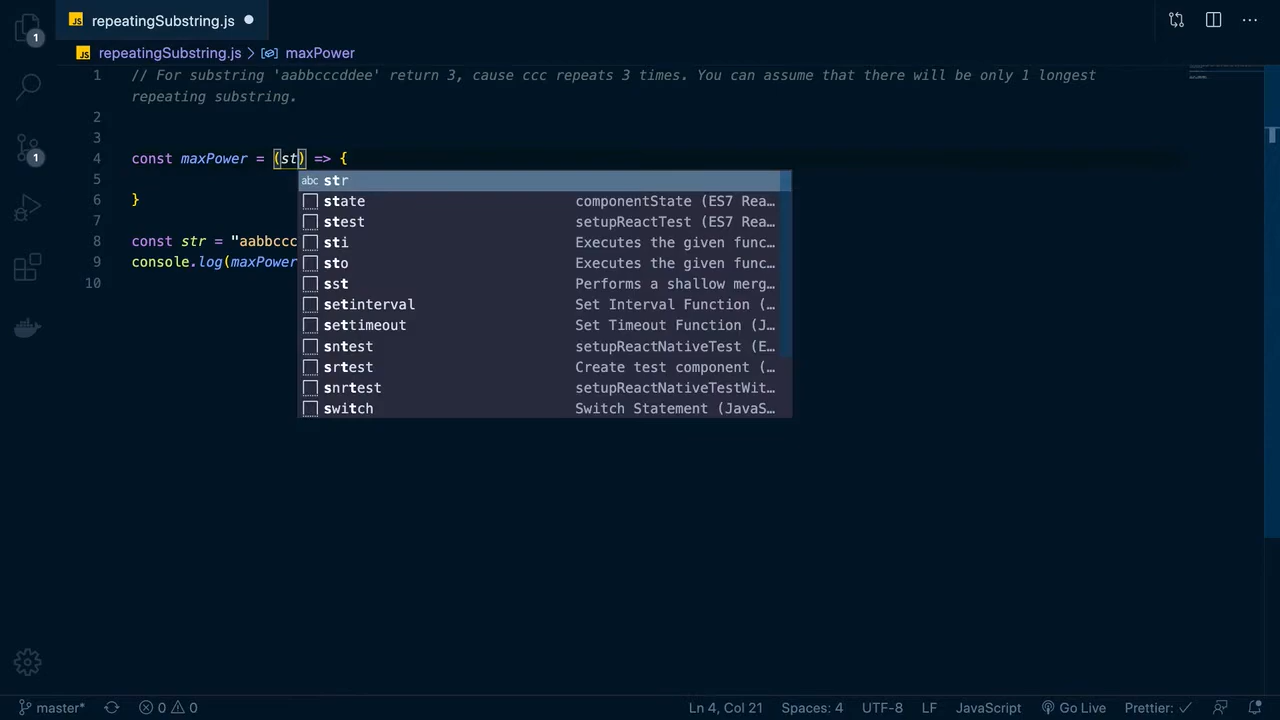 JS repeatingSubstring.js
JS repeatingSubstring.js > maxPower
1 // For substring 'aabbcccddee' return 3, cause ccc repeats 3 times. You can assume that there will be only 1 longest
repeating substring.
2
3
4 const maxPower = (st) => {
5
6 }
7
8 const str = "aabbccc
9 console.log(maxPower
10
abc str
state componentState (ES7 Rea…
stest setupReactTest (ES7 Rea…
sti Executes the given func…
sto Executes the given func…
sst Performs a shallow merg…
setinterval Set Interval Function (…
settimeout Set Timeout Function (J…
sntest setupReactNativeTest (E…
srtest Create test component (…
snrtest setupReactNativeTestWit…
switch Switch Statement (JavaS…
1
1
master* 0 0 Ln 4, Col 21 Spaces: 4 UTF-8 LF JavaScript Go Live Prettier: ✓